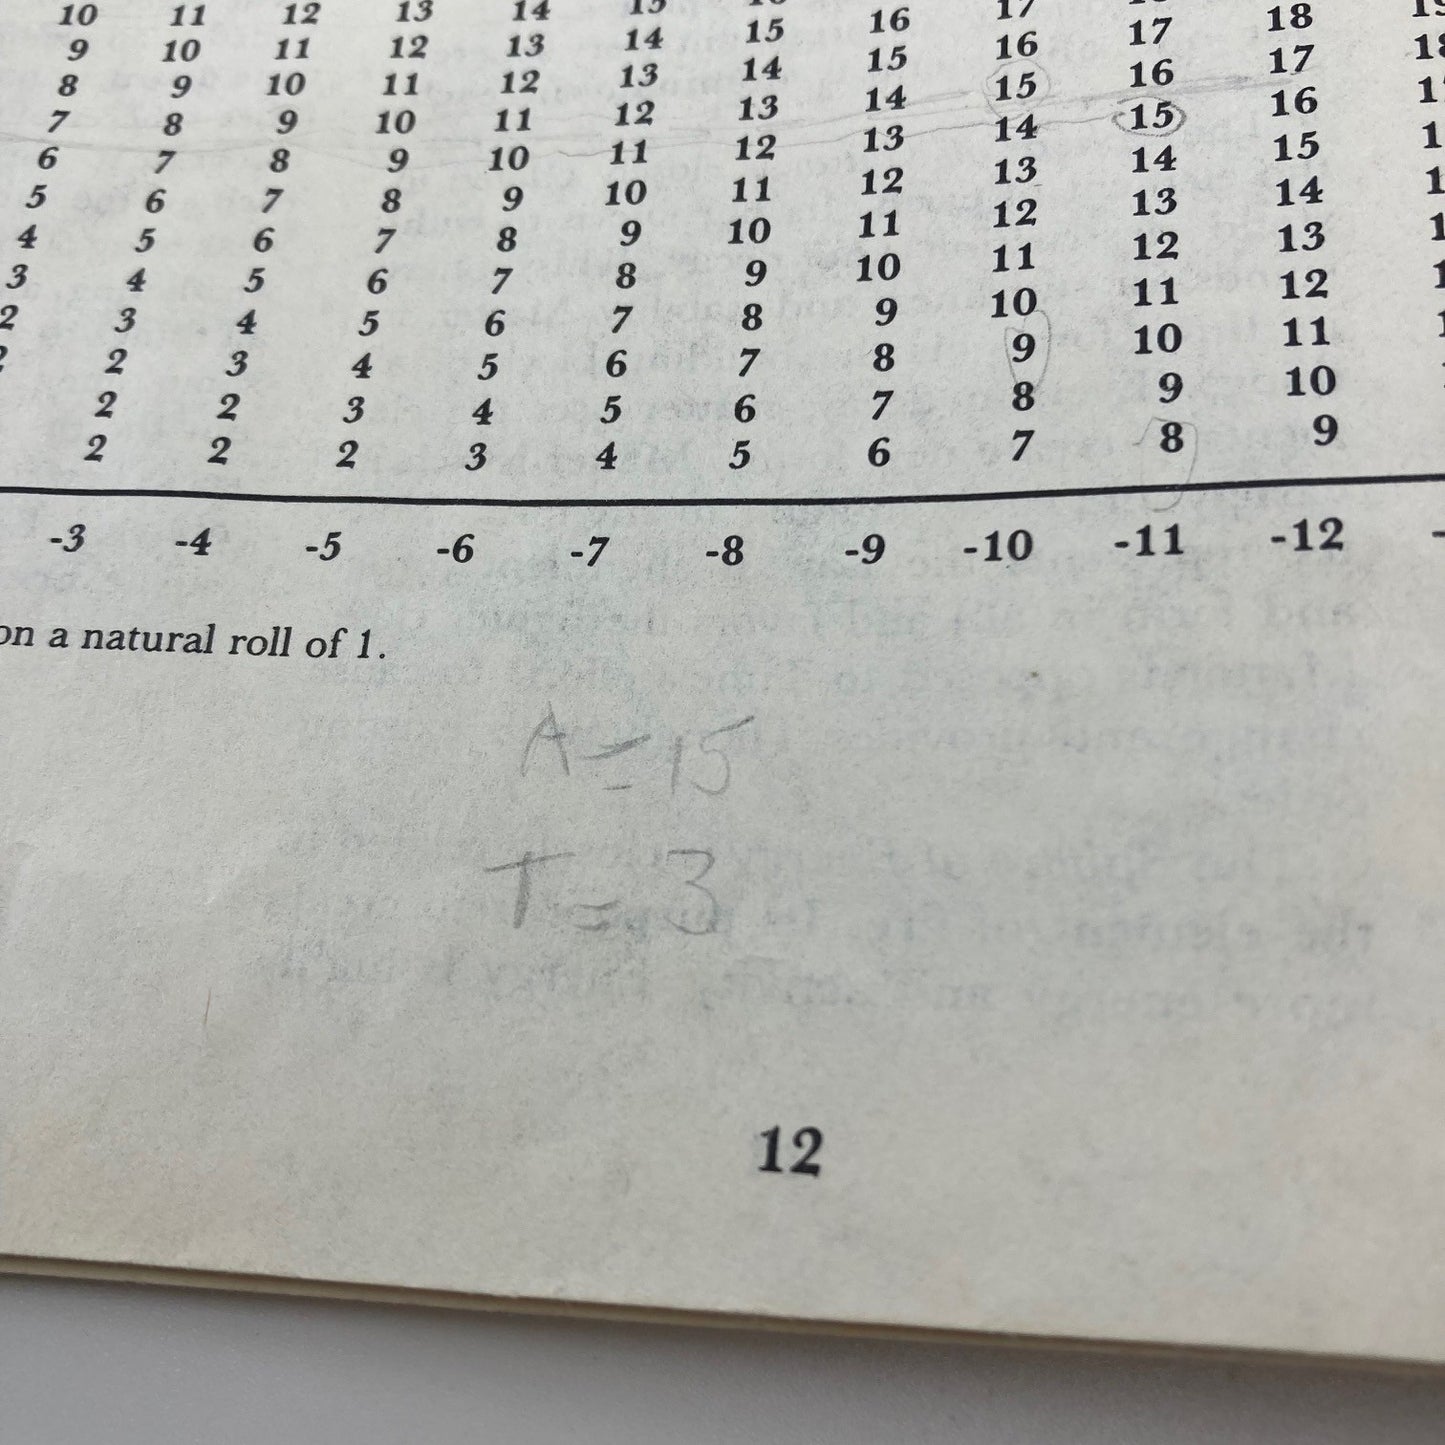 10 11 12 13 14 15
9 10 11 12 13 14 15 16 17
8 9 10 11 12 13 14 15 16 17 18
7 8 9 10 11 12 13 14 15 16 17 18
6 7 8 9 10 11 12 13 14 15 16
5 6 7 8 9 10 11 12 13 14 15
4 5 6 7 8 9 10 11 12 13 14
3 4 5 6 7 8 9 10 11 12 13
2 3 4 5 6 7 8 9 10 11 12
2 2 3 4 5 6 7 8 9 10 11
2 2 3 4 5 6 7 8 9 10
2 2 2 3 4 5 6 7 8 9
-3 -4 -5 -6 -7 -8 -9 -10 -11 -12
on a natural roll of 1.
A = 15
T = 3
12